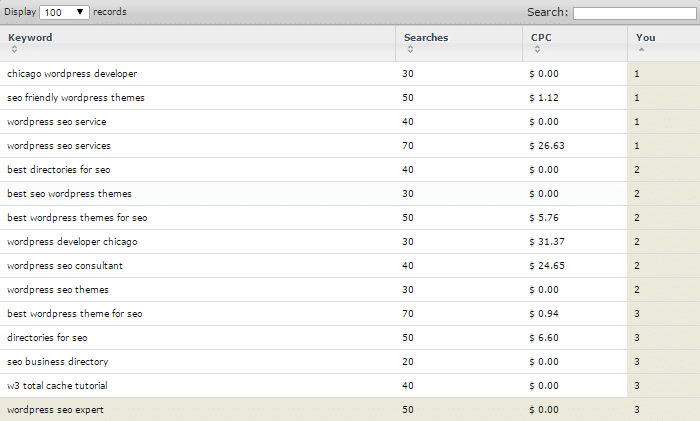 Display 100 records Search:
Keyword Searches CPC You
chicago wordpress developer 30 $ 0.00 1
seo friendly wordpress themes 50 $ 1.12 1
wordpress seo service 40 $ 0.00 1
wordpress seo services 70 $ 26.63 1
best directories for seo 40 $ 0.00 2
best seo wordpress themes 30 $ 0.00 2
best wordpress themes for seo 50 $ 5.76 2
wordpress developer chicago 30 $ 31.37 2
wordpress seo consultant 40 $ 24.65 2
wordpress seo themes 30 $ 0.00 2
best wordpress theme for seo 70 $ 0.94 3
directories for seo 50 $ 6.60 3
seo business directory 20 $ 0.00 3
w3 total cache tutorial 40 $ 0.00 3
wordpress seo expert 50 $ 0.00 3